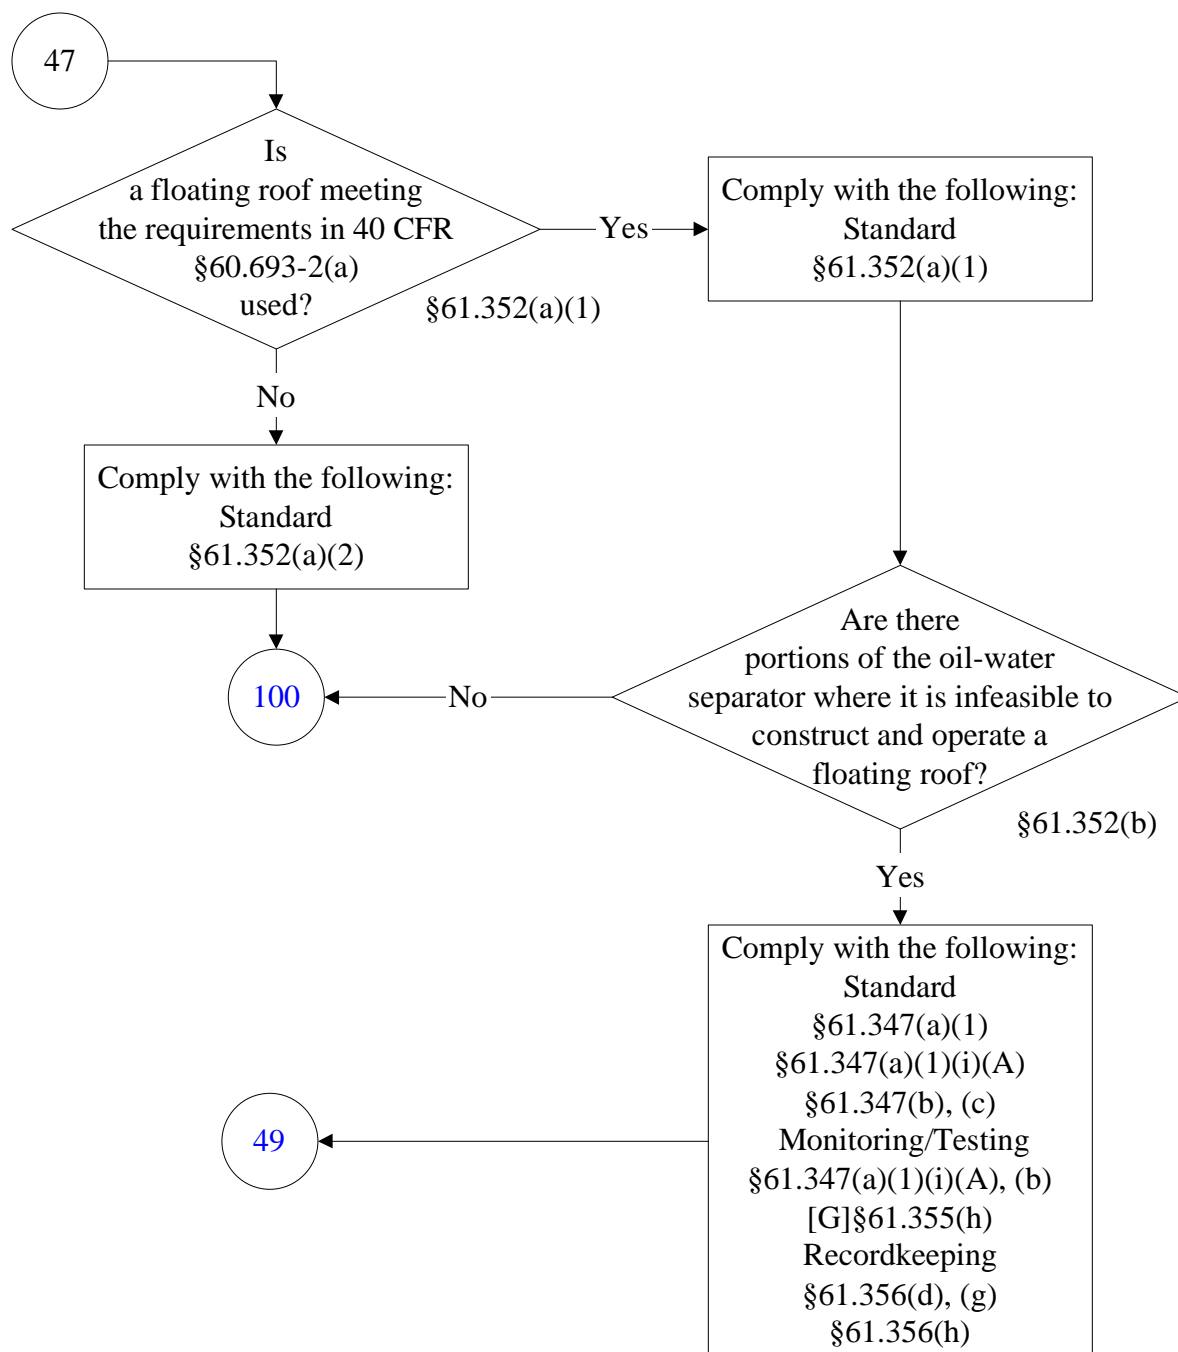 47
Is
a floating roof meeting
the requirements in 40 CFR
§60.693-2(a)
used?
§61.352(a)(1)
Yes
Comply with the following:
Standard
§61.352(a)(1)
No
Comply with the following:
Standard
§61.352(a)(2)
100
No
Are there
portions of the oil-water
separator where it is infeasible to
construct and operate a
floating roof?
§61.352(b)
Yes
Comply with the following:
Standard
§61.347(a)(1)
§61.347(a)(1)(i)(A)
§61.347(b), (c)
Monitoring/Testing
§61.347(a)(1)(i)(A), (b)
[G]§61.355(h)
Recordkeeping
§61.356(d), (g)
§61.356(h)
49